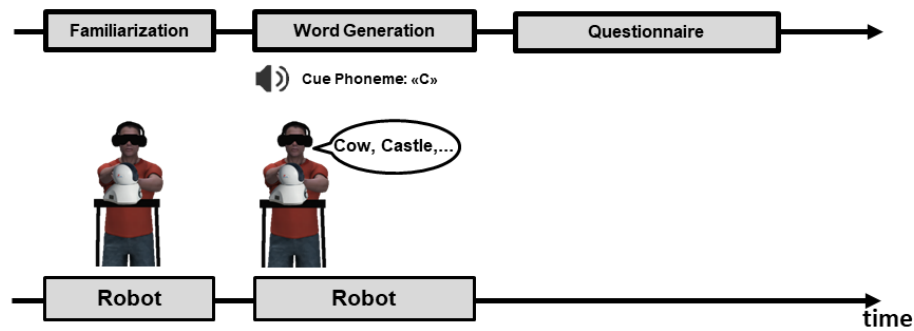 Familiarization
Word Generation
Questionnaire
Cue Phoneme: «C»
Cow, Castle,...
Robot
Robot
time